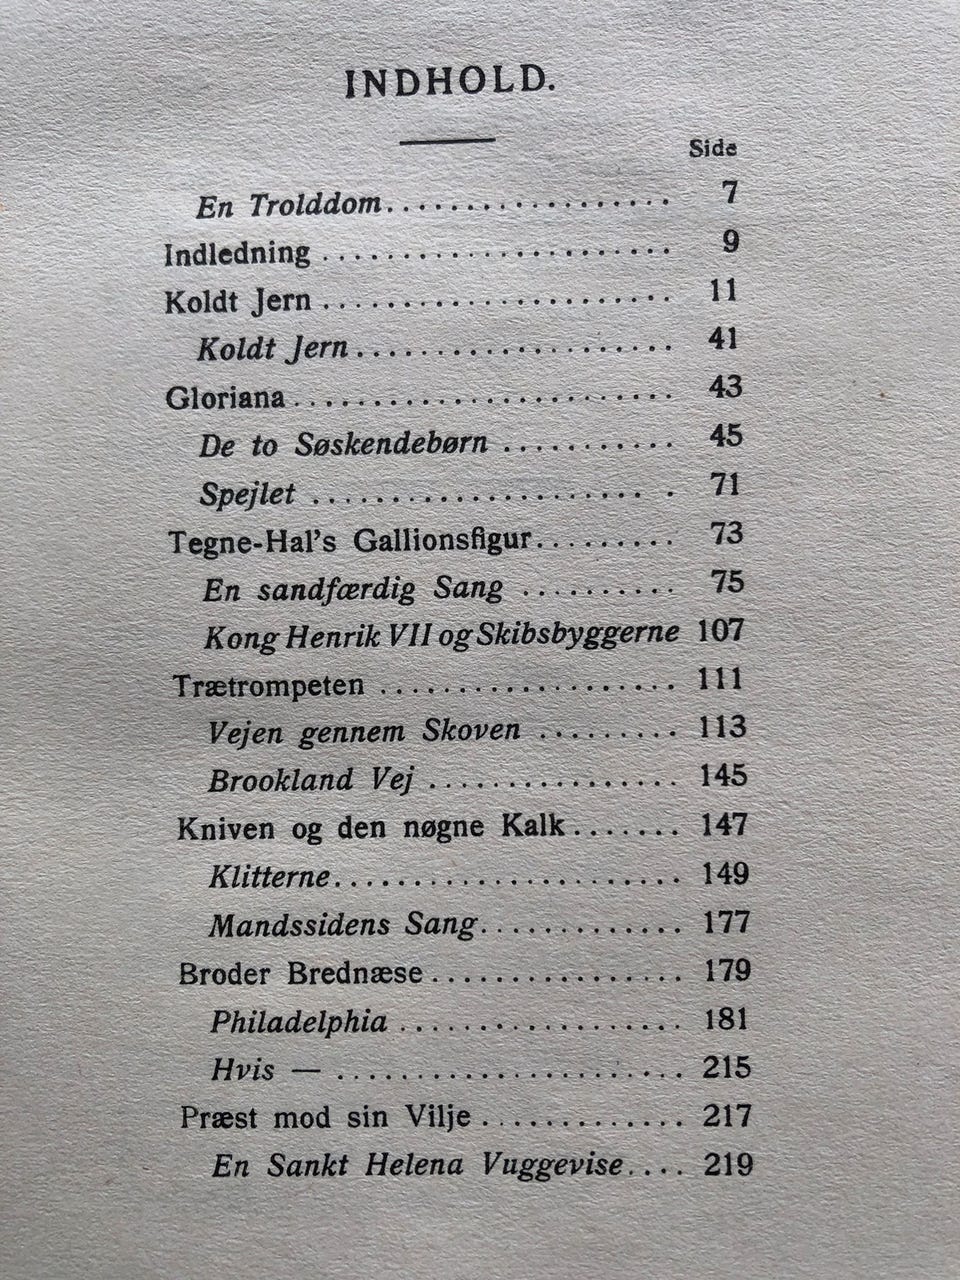 INDHOLD.
Side
En Trolddom.................. 7
Indledning ...................... 9
Koldt Jern ...................... 11
Koldt Jern .................... 41
Gloriana........................ 43
De to Søskendebørn ........... 45
Spejlet ..................... . 71
Tegne-Hal's Gallionsfigur......... 73
En sandfærdig Sang .......... 75
Kong Henrik VII og Skibsbyggerne 107
Trætrompeten ................... 111
Vejen gennem Skoven ......... 113
Brookland Vej ................ 145
Kniven og den nøgne Kalk....... 147
Klitterne...................... 149
Mandssidens Sang............. 177
Broder Brednæse................ 179
Philadelphia .................. 181
Hvis — ...................... 215
Præst mod sin Vilje ............. 217
En Sankt Helena Vuggevise.... 219